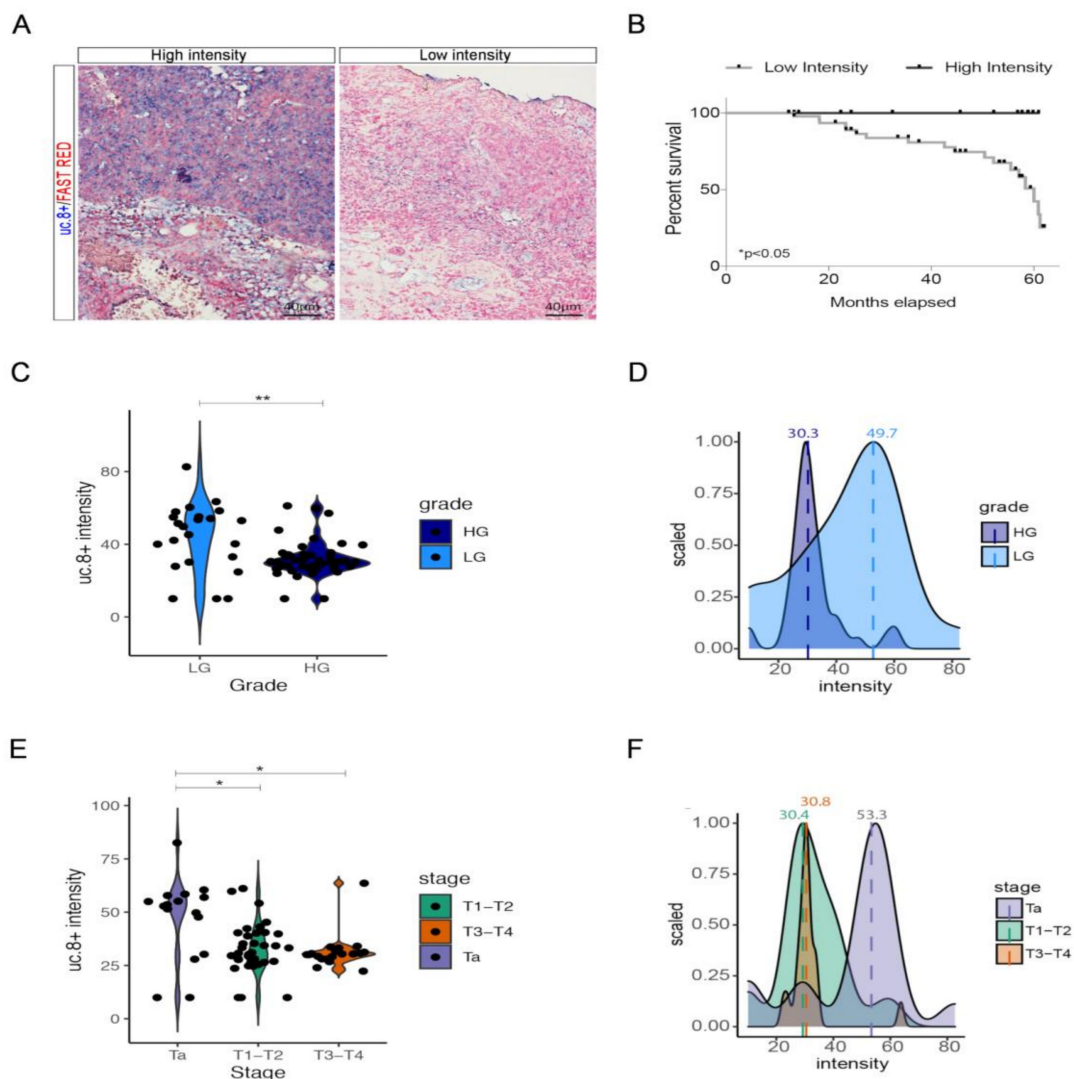 A
High intensity
Low intensity
uc.8+/FAST RED
40µm
40µm
B
Low Intensity
High Intensity
Percent survival
100
50
0
*p<0.05
20
40
60
Months elapsed
C
**
uc.8+ intensity
80
40
0
LG
HG
Grade
grade
HG
LG
D
30.3
49.7
scaled
1.00
0.75
0.50
0.25
0.00
20
40
60
80
intensity
grade
HG
LG
E
*
*
uc.8+ intensity
100
75
50
25
0
Ta
T1–T2
T3–T4
Stage
stage
T1–T2
T3–T4
Ta
F
30.8
30.4
53.3
scaled
1.00
0.75
0.50
0.25
0.00
20
40
60
80
intensity
stage
Ta
T1–T2
T3–T4